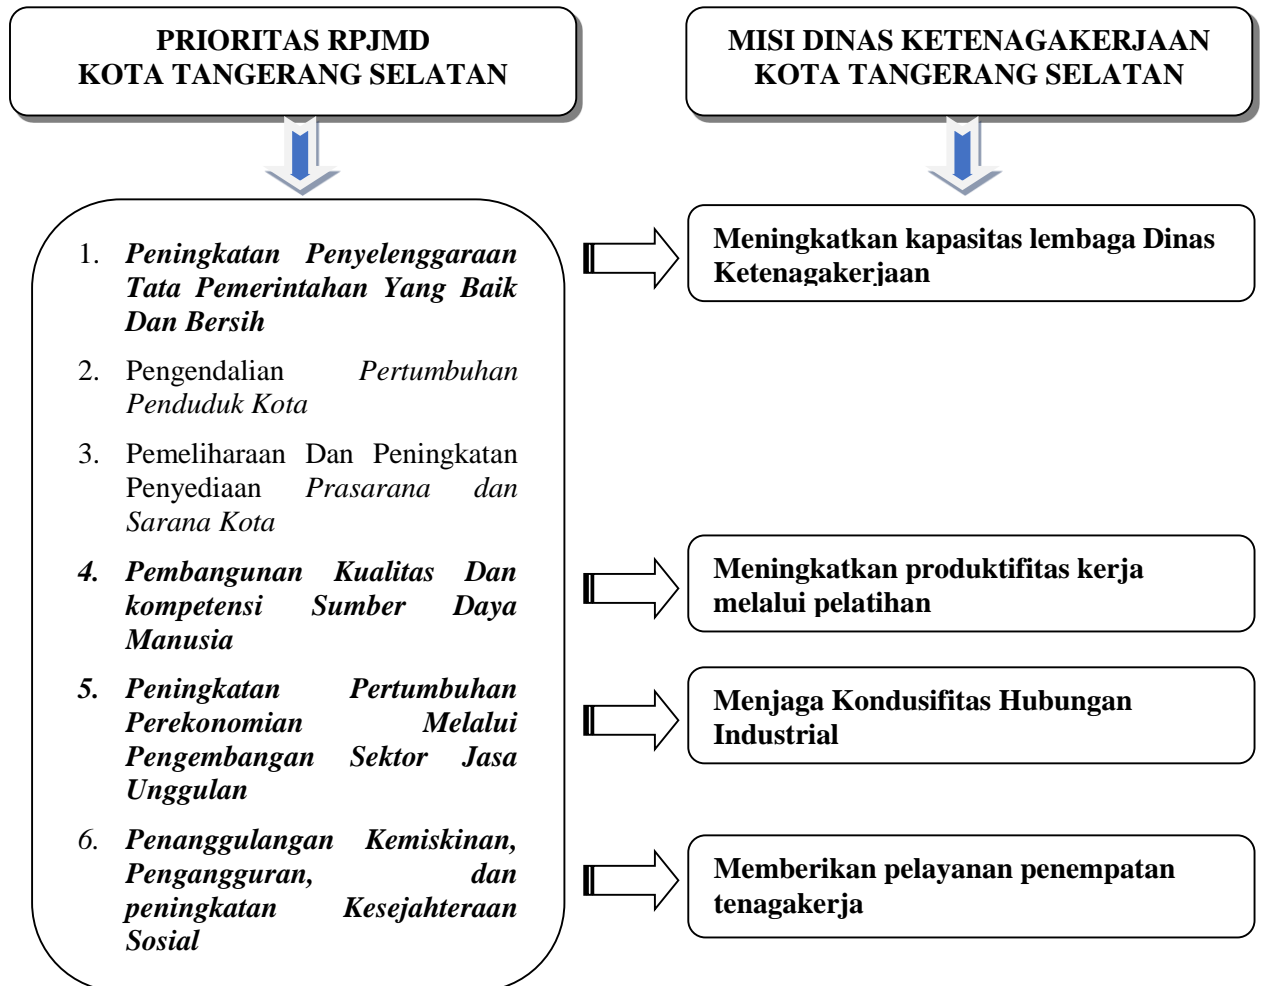 PRIORITAS RPJMD
KOTA TANGERANG SELATAN
MISI DINAS KETENAGAKERJAAN
KOTA TANGERANG SELATAN
1. Peningkatan Penyelenggaraan
Tata Pemerintahan Yang Baik
Dan Bersih
2. Pengendalian Pertumbuhan
Penduduk Kota
3. Pemeliharaan Dan Peningkatan
Penyediaan Prasarana dan
Sarana Kota
4. Pembangunan Kualitas Dan
kompetensi Sumber Daya
Manusia
5. Peningkatan Pertumbuhan
Perekonomian Melalui
Pengembangan Sektor Jasa
Unggulan
6. Penanggulangan Kemiskinan,
Pengangguran, dan
peningkatan Kesejahteraan
Sosial
Meningkatkan kapasitas lembaga Dinas
Ketenagakerjaan
Meningkatkan produktifitas kerja
melalui pelatihan
Menjaga Kondusifitas Hubungan
Industrial
Memberikan pelayanan penempatan
tenagakerja